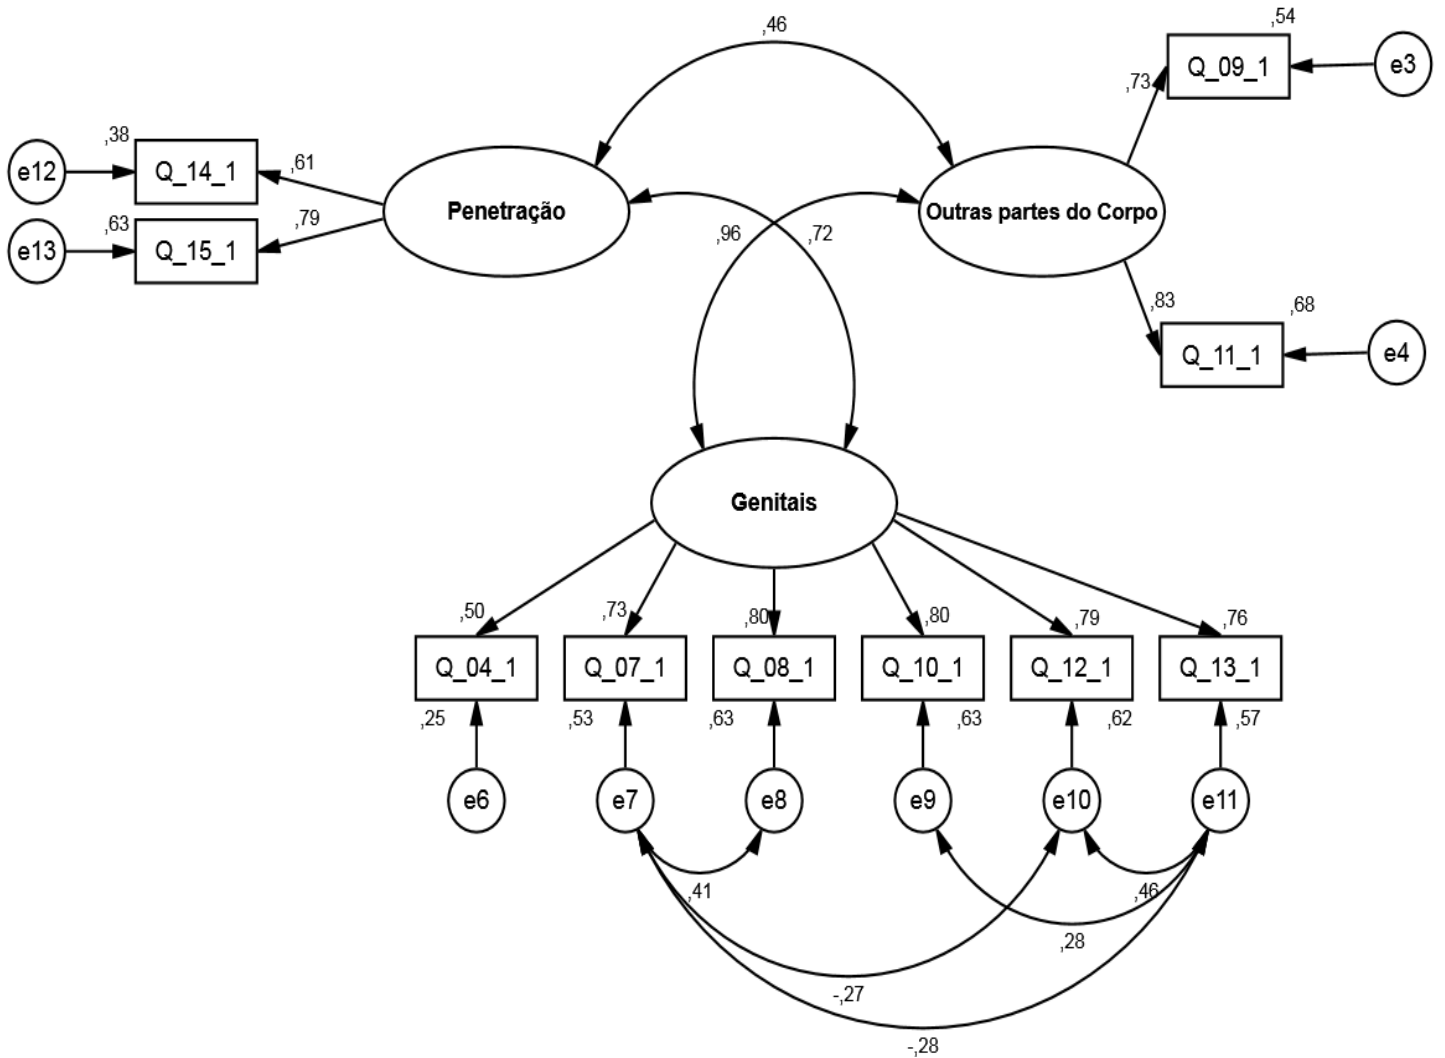 ,46
,54
Q_09_1
e3
,73
,38
e12
Q_14_1
,61
Penetração
Outras partes do Corpo
,63
e13
Q_15_1
,79
,96
,72
,83
,68
Q_11_1
e4
Genitais
,50
,73
,80
,80
,79
,76
Q_04_1
Q_07_1
Q_08_1
Q_10_1
Q_12_1
Q_13_1
,25
,53
,63
,63
,62
,57
e6
e7
e8
e9
e10
e11
,41
,46
,28
-,27
-,28